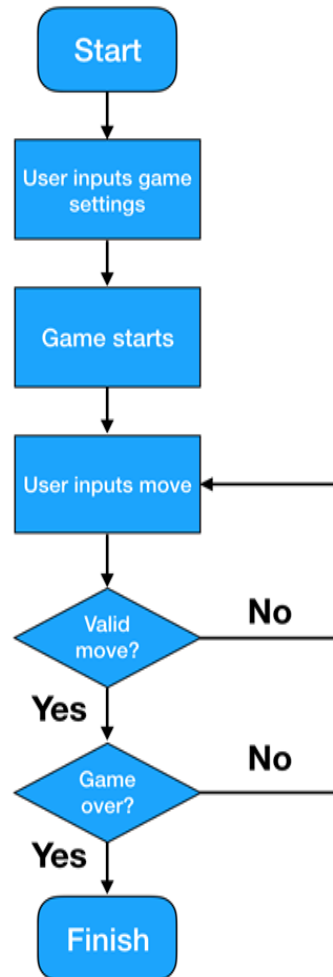 Start
User inputs game
settings
Game starts
User inputs move
Valid
move?
No
Yes
Game
over?
No
Yes
Finish